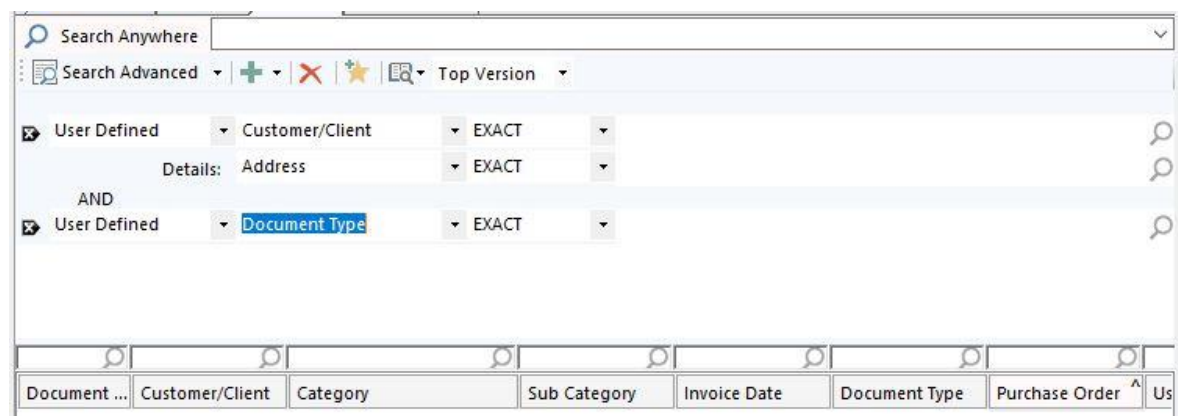 Search Anywhere
Search Advanced Top Version
User Defined Customer/Client EXACT
Details: Address EXACT
AND
User Defined Document Type EXACT
Document ... Customer/Client Category Sub Category Invoice Date Document Type Purchase Order ^ Us